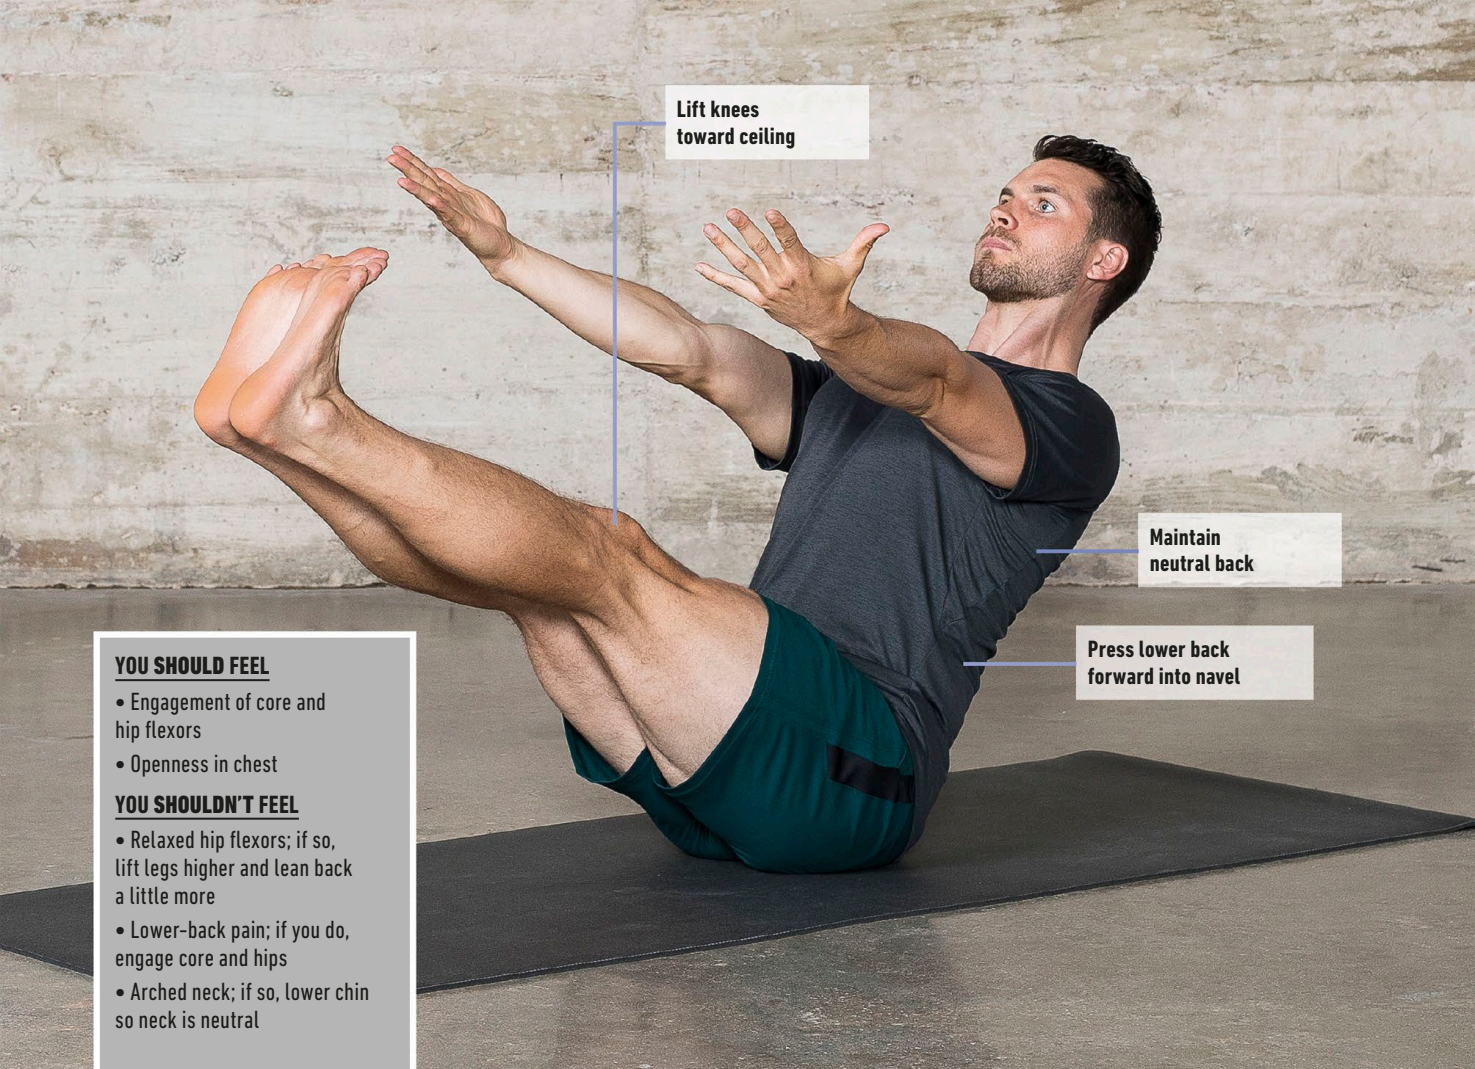 Lift knees
toward ceiling
Maintain
neutral back
Press lower back
forward into navel
YOU SHOULD FEEL
• Engagement of core and
hip flexors
• Openness in chest
YOU SHOULDN’T FEEL
• Relaxed hip flexors; if so,
lift legs higher and lean back
a little more
• Lower-back pain; if you do,
engage core and hips
• Arched neck; if so, lower chin
so neck is neutral